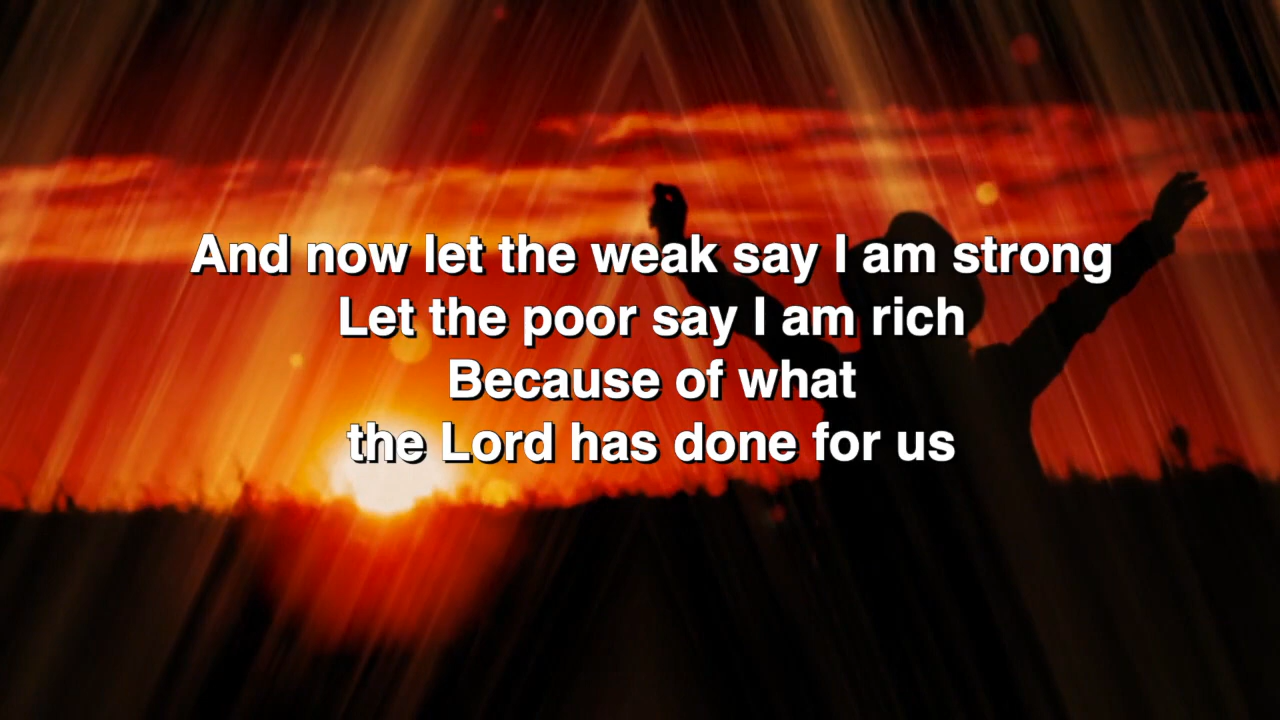 And now let the weak say I am strong
Let the poor say I am rich
Because of what
the Lord has done for us